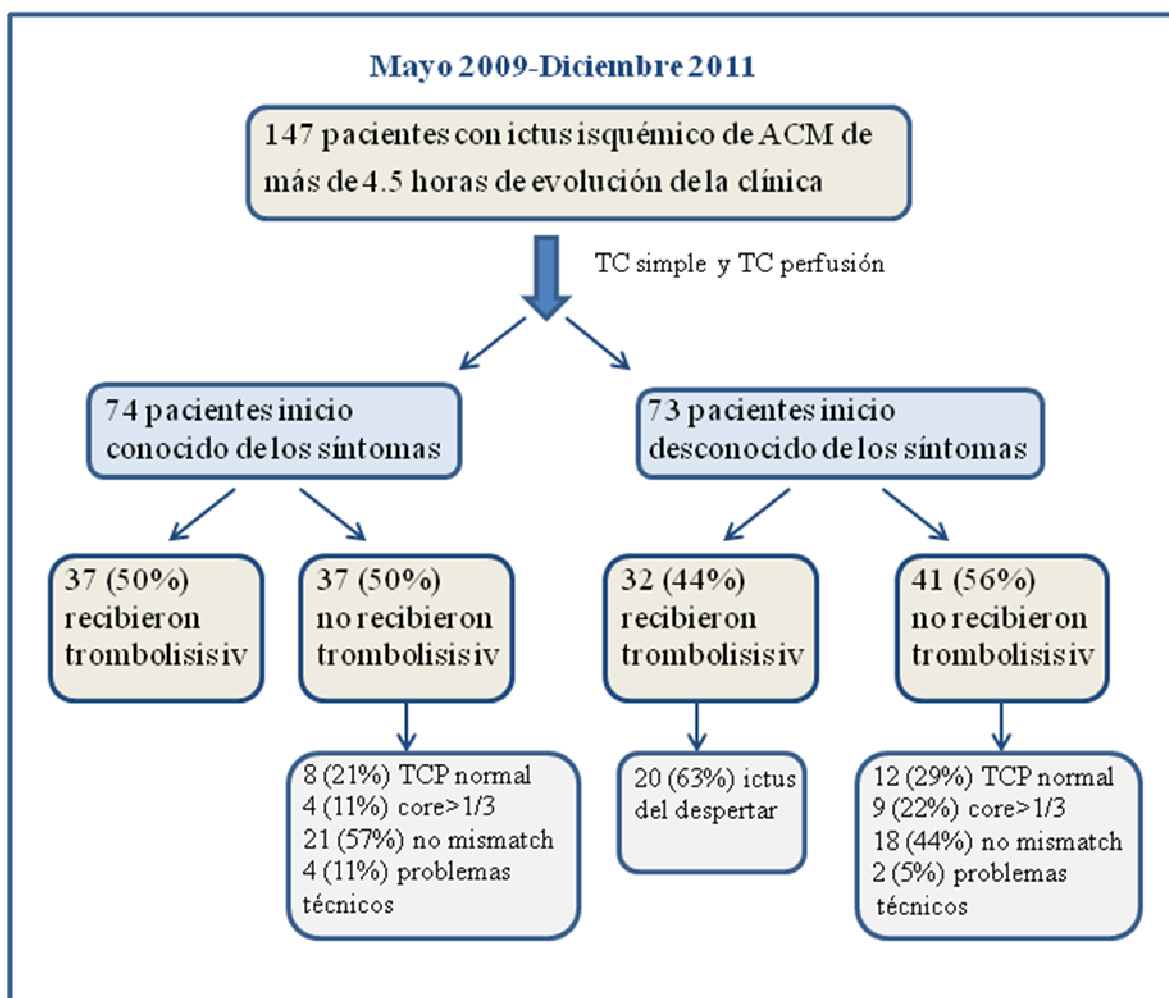 Mayo 2009-Diciembre 2011
147 pacientes con ictus isquémico de ACM de
más de 4.5 horas de evolución de la clínica
TC simple y TC perfusión
74 pacientes inicio
conocido de los síntomas
73 pacientes inicio
desconocido de los síntomas
37 (50%)
recibieron
trombolisis iv
37 (50%)
no recibieron
trombolisis iv
32 (44%)
recibieron
trombolisis iv
41 (56%)
no recibieron
trombolisis iv
8 (21%) TCP normal
4 (11%) core>1/3
21 (57%) no mismatch
4 (11%) problemas
técnicos
20 (63%) ictus
del despertar
12 (29%) TCP normal
9 (22%) core>1/3
18 (44%) no mismatch
2 (5%) problemas
técnicos